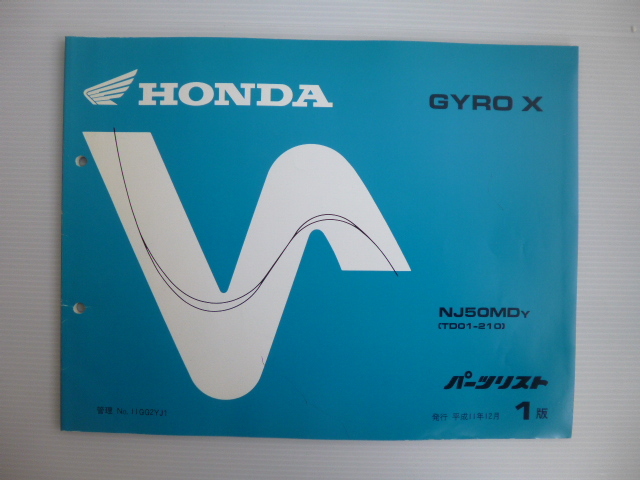 HONDA
GYRO X
NJ50MDY
(TD01-210)
パーツリスト
管理 No.11GGZYJ1
発行 平成11年12月 1版